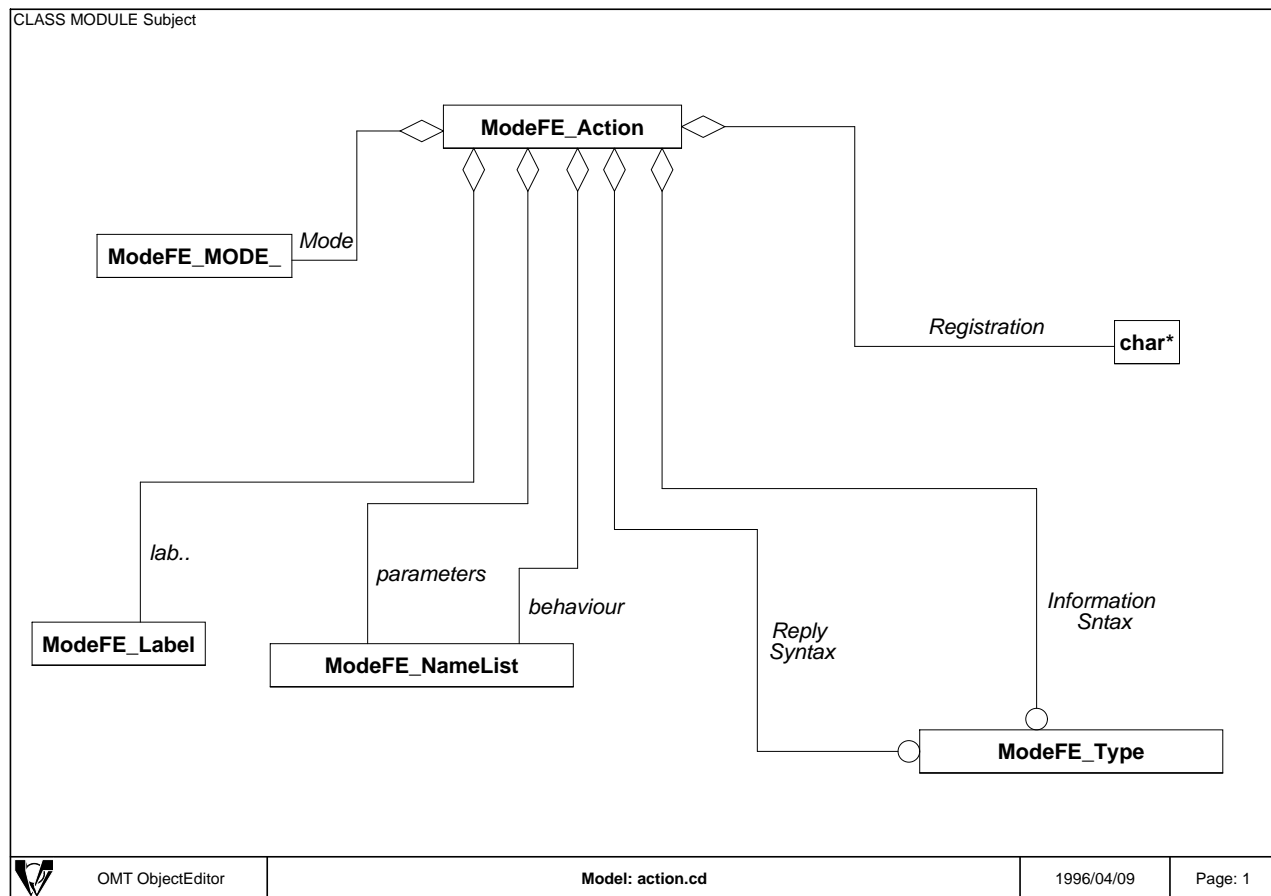 CLASS MODULE Subject
ModeFE_Action
Mode
ModeFE_MODE_
Registration
char*
lab..
parameters
behaviour
Reply
Syntax
Information
Sntax
ModeFE_Label
ModeFE_NameList
ModeFE_Type
OMT ObjectEditor
Model: action.cd
1996/04/09
Page: 1